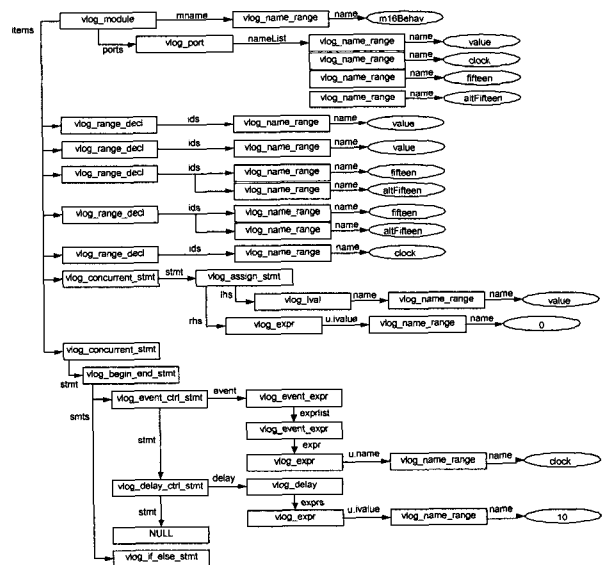 items
vlog_module mname vlog_name_range name m16Behav
ports vlog_port nameList vlog_name_range name value
vlog_name_range name clock
vlog_name_range name fifteen
vlog_name_range name altFifteen
vlog_range_decl ids vlog_name_range name value
vlog_range_decl ids vlog_name_range name value
vlog_range_decl ids vlog_name_range name fifteen
vlog_name_range name altFifteen
vlog_range_decl ids vlog_name_range name fifteen
vlog_name_range name altFifteen
vlog_range_decl ids vlog_name_range name clock
vlog_concurrent_stmt stmt vlog_assign_stmt
lhs vlog_lval name vlog_name_range name value
rhs vlog_expr u.ivalue vlog_name_range name 0
vlog_concurrent_stmt
stmt vlog_begin_end_stmt
smts vlog_event_ctrl_stmt event vlog_event_expr
exprlist
vlog_event_expr
stmt expr
vlog_expr u.name vlog_name_range name clock
vlog_delay_ctrl_stmt delay vlog_delay
stmt exprs
vlog_expr u.ivalue vlog_name_range name 10
NULL
vlog_if_else_stmt